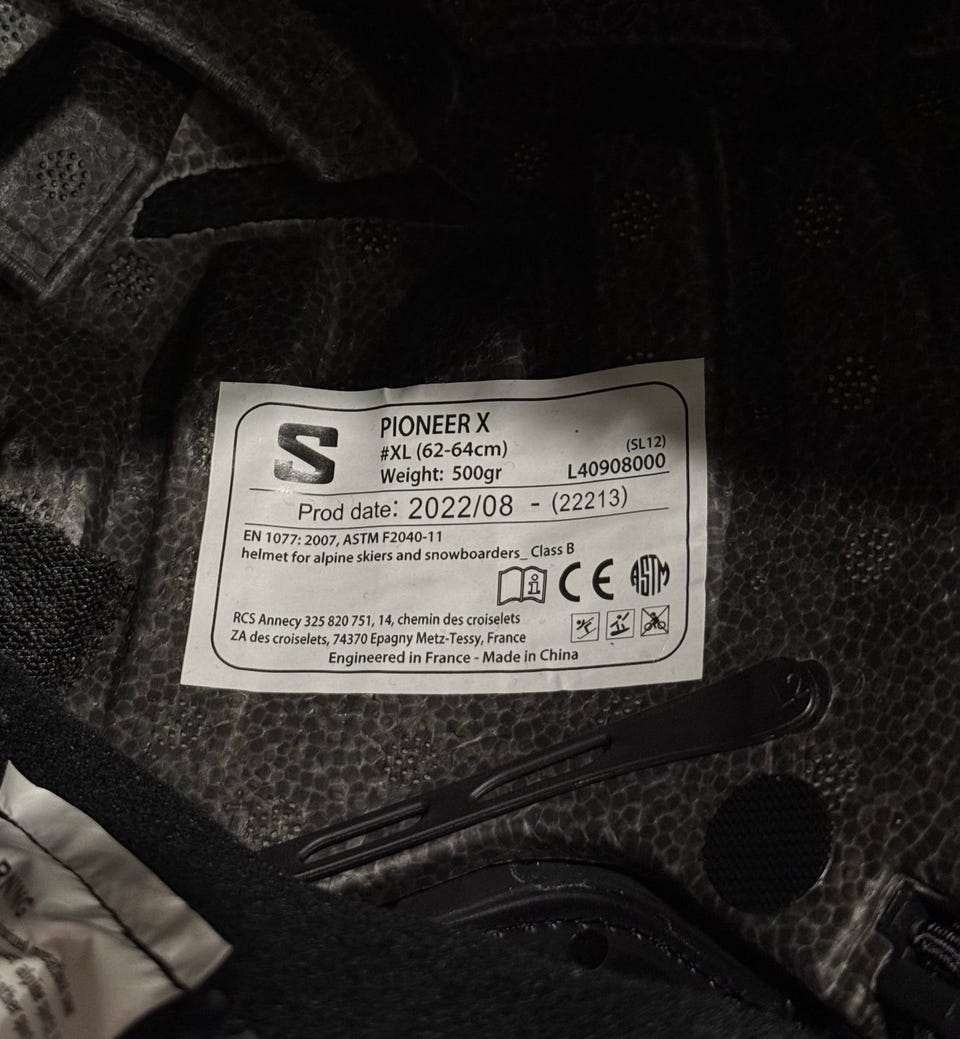 S
PIONEER X
#XL (62-64cm)
(SL12)
Weight: 500gr
L40908000
Prod date: 2022/08 - (22213)
EN 1077: 2007, ASTM F2040-11
helmet for alpine skiers and snowboarders_ Class B
i CE ASTM
RCS Annecy 325 820 751, 14, chemin des croiselets
ZA des croiselets, 74370 Epagny Metz-Tessy, France
Engineered in France - Made in China